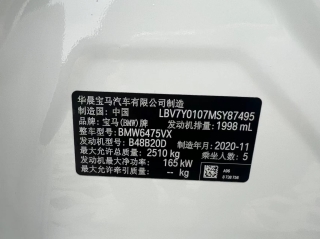 华晨宝马汽车有限公司制造
制造国: 中国 LBV7Y0107MSY87495
品牌: 宝马(BMW)牌 发动机排量: 1998 mL
整车型号: BMW6475VX
发动机型号: B48B20D 制造年月: 2020-11
最大允许总质量: 2510 kg 乘坐人数: 5
发动机最大净功率: 165 kW
最大允许牵引质量: -- kg